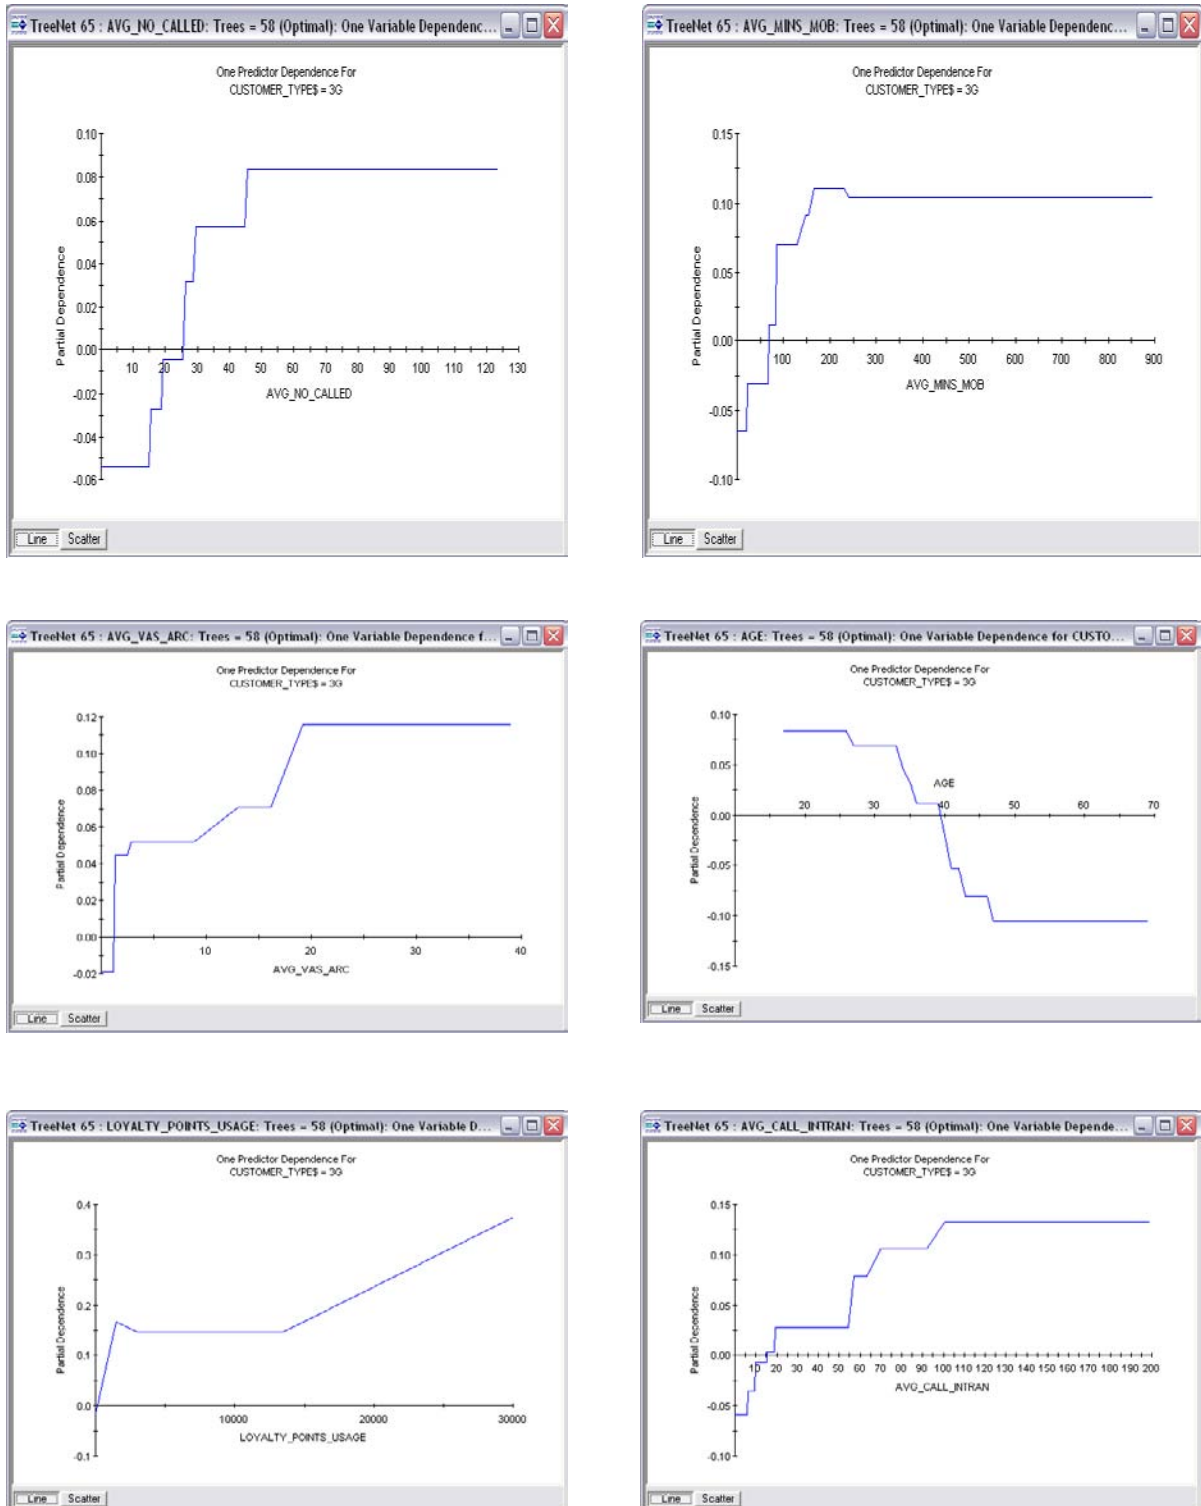 TreeNet 65 : AVG_NO_CALLED: Trees = 58 (Optimal): One Variable Dependenc...
One Predictor Dependence For
CUSTOMER_TYPE$ = 3G
0.10
0.08
0.06
0.04
0.02
0.00
-0.02
-0.04
-0.06
Partial Dependence
10 20 30 40 50 60 70 80 90 100 110 120 130
AVG_NO_CALLED
Line Scatter
TreeNet 65 : AVG_MINS_MOB: Trees = 58 (Optimal): One Variable Dependenc...
One Predictor Dependence For
CUSTOMER_TYPE$ = 3G
0.15
0.10
0.05
0.00
-0.05
-0.10
Partial Dependence
100 200 300 400 500 600 700 800 900
AVG_MINS_MOB
Line Scatter
TreeNet 65 : AVG_VAS_ARC: Trees = 58 (Optimal): One Variable Dependence f...
One Predictor Dependence For
CUSTOMER_TYPE$ = 3G
0.12
0.10
0.08
0.06
0.04
0.02
0.00
-0.02
Partial Dependence
10 20 30 40
AVG_VAS_ARC
Line Scatter
TreeNet 65 : AGE: Trees = 58 (Optimal): One Variable Dependence for CUSTO...
One Predictor Dependence For
CUSTOMER_TYPE$ = 3G
0.10
0.05
0.00
-0.05
-0.10
-0.15
Partial Dependence
AGE
20 30 40 50 60 70
Line Scatter
TreeNet 65 : LOYALTY_POINTS_USAGE: Trees = 58 (Optimal): One Variable D...
One Predictor Dependence For
CUSTOMER_TYPE$ = 3G
0.4
0.3
0.2
0.1
0.0
-0.1
Partial Dependence
10000 20000 30000
LOYALTY_POINTS_USAGE
Line Scatter
TreeNet 65 : AVG_CALL_INTRAN: Trees = 58 (Optimal): One Variable Depende...
One Predictor Dependence For
CUSTOMER_TYPE$ = 3G
0.15
0.10
0.05
0.00
-0.05
-0.10
Partial Dependence
10 20 30 40 50 60 70 80 90 100 110 120 130 140 150 160 170 180 190 200
AVG_CALL_INTRAN
Line Scatter